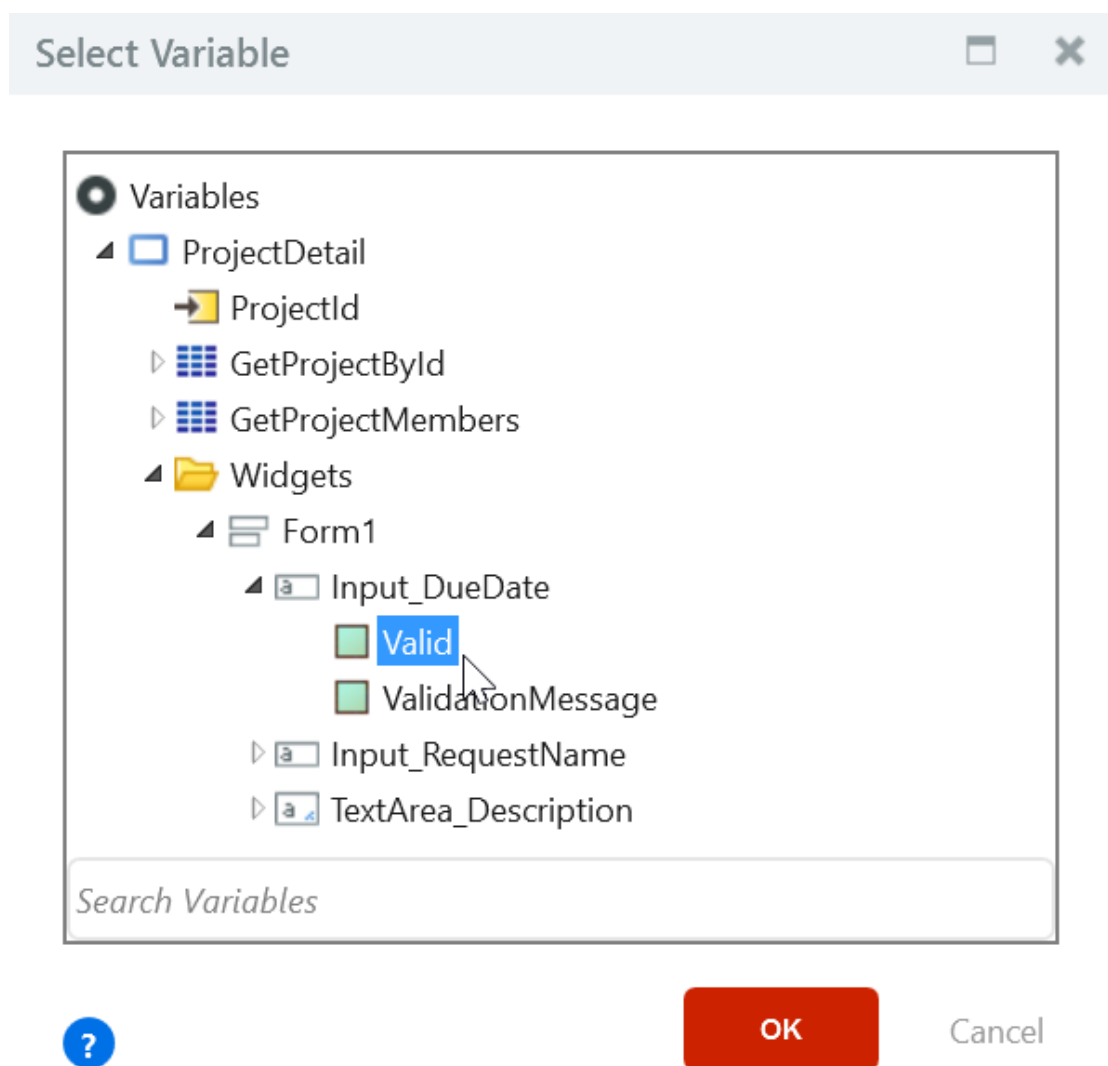 Select Variable
Variables
ProjectDetail
ProjectId
GetProjectById
GetProjectMembers
Widgets
Form1
a Input_DueDate
Valid
ValidationMessage
a Input_RequestName
a TextArea_Description
Search Variables
? OK Cancel